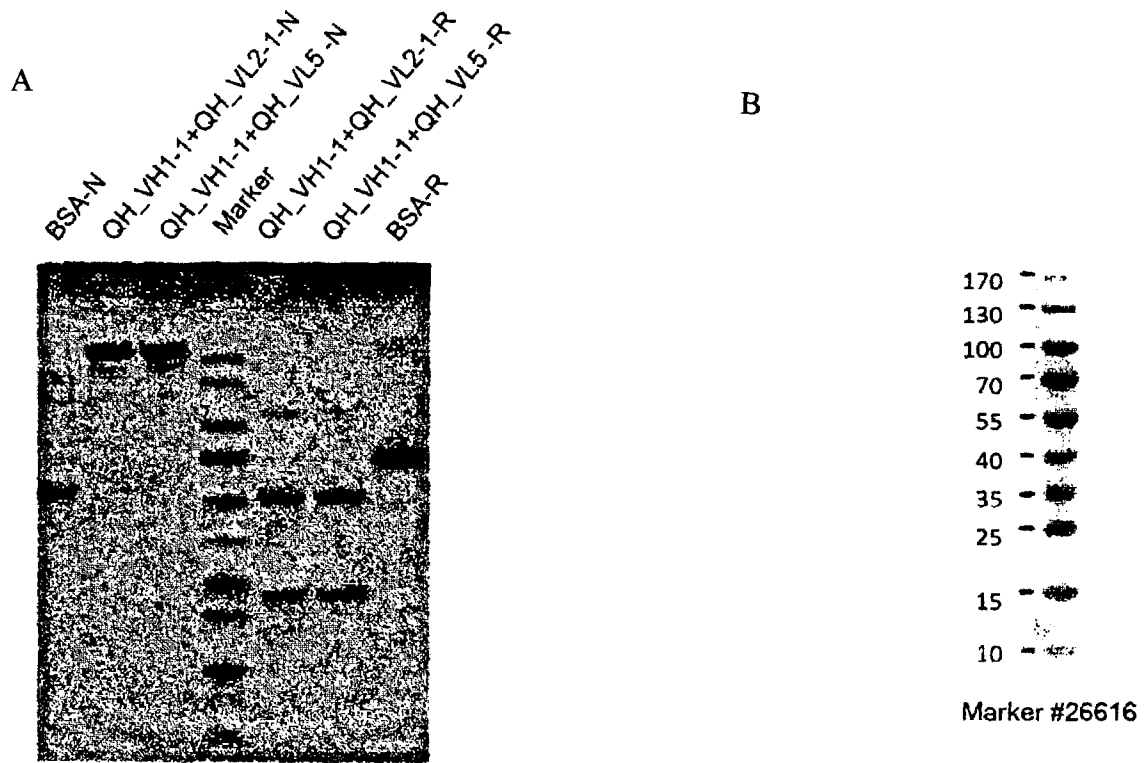 A
BSA-N
QH_VH1-1+QH_VL2-1-N
QH_VH1-1+QH_VL5 -N
Marker
QH_VH1-1+QH_VL2-1-R
QH_VH1-1+QH_VL5 -R
BSA-R
B
170
130
100
70
55
40
35
25
15
10
Marker #26616